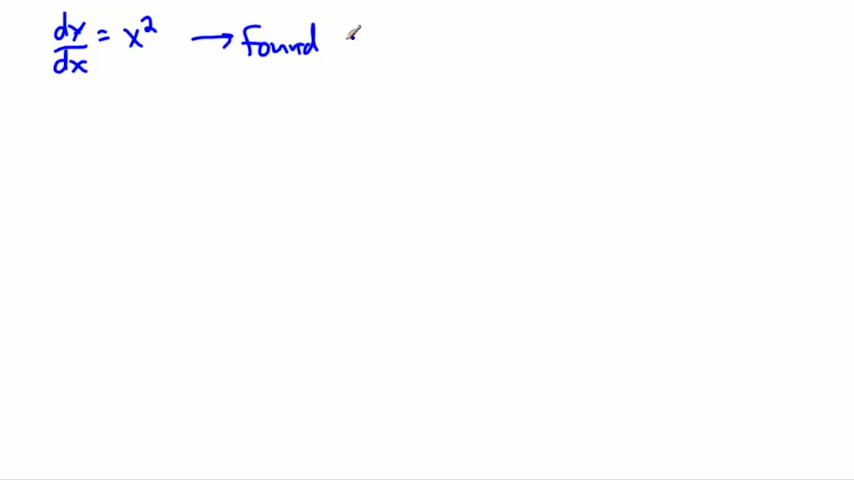 dy/dx = x² → found